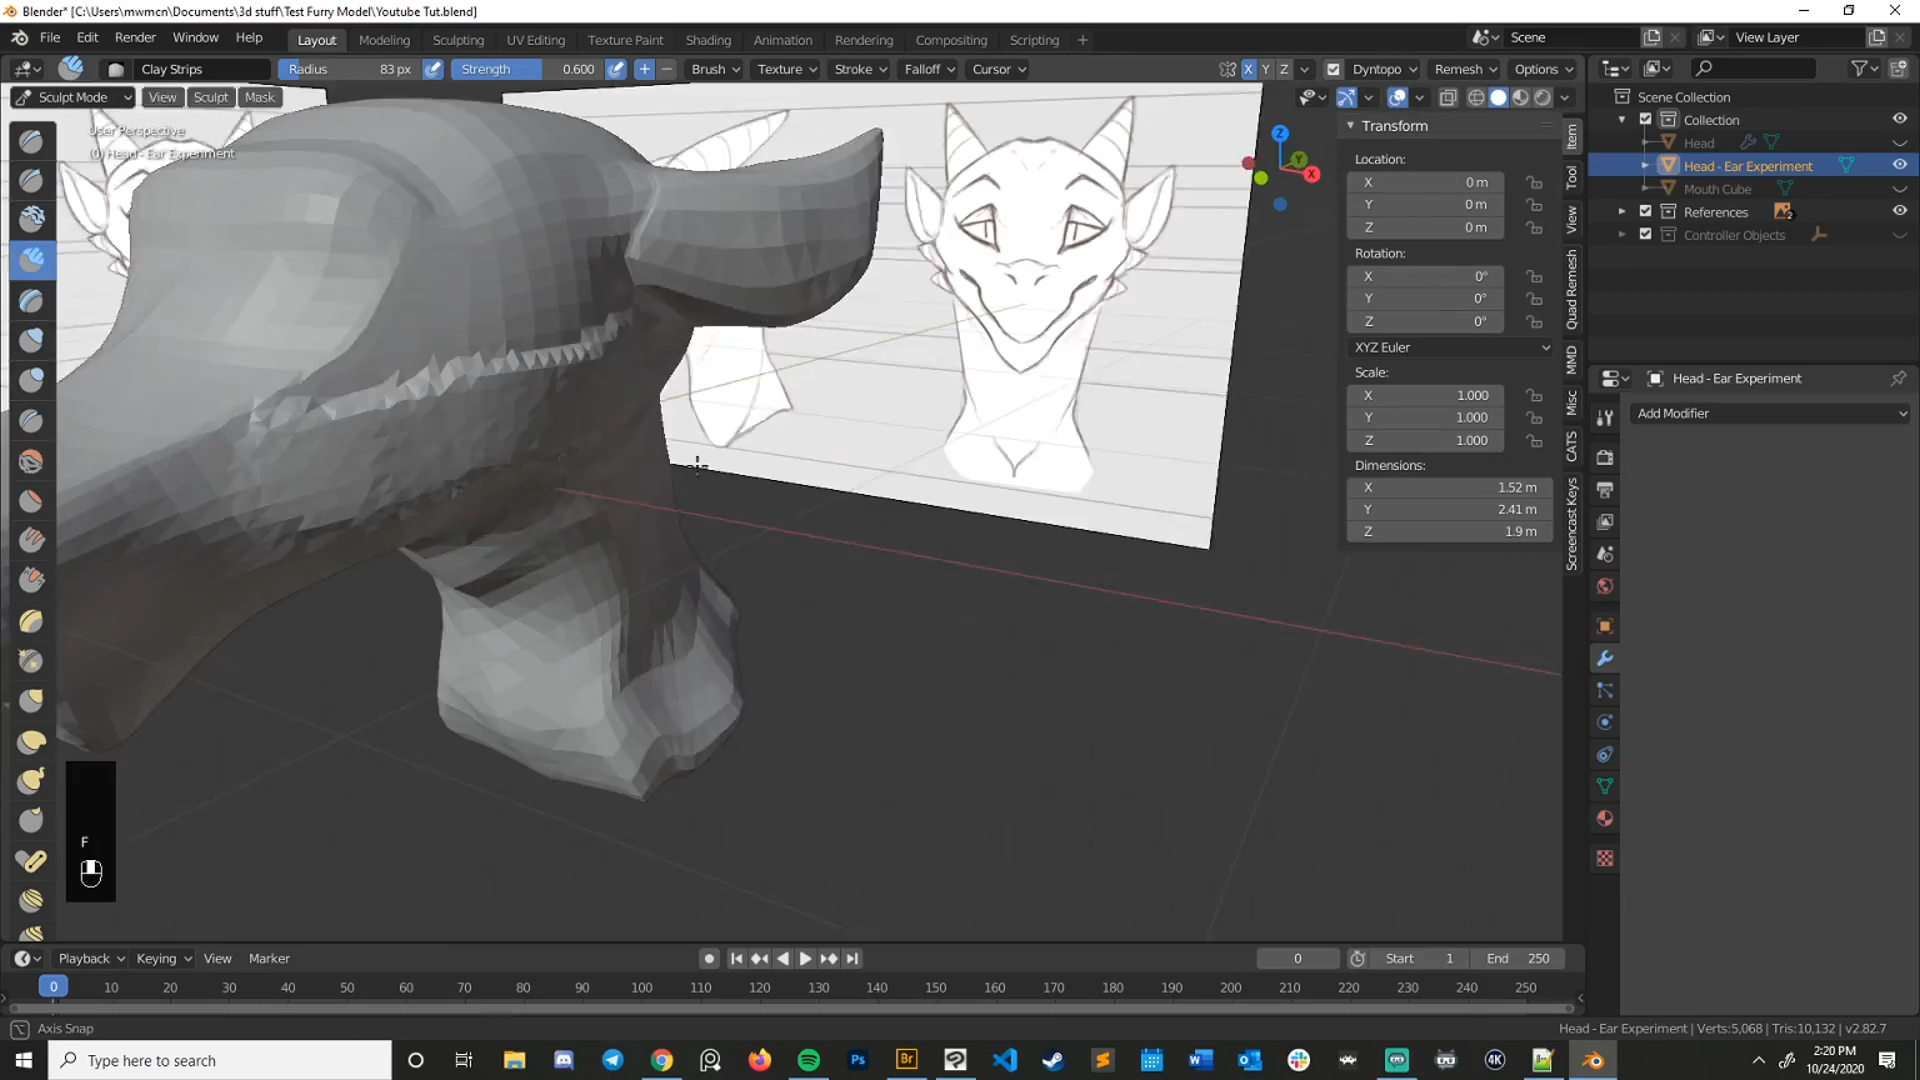 Blender* [C:\Users\mwmcn\Documents\3d stuff\Test Furry Model\Youtube Tut.blend]
File Edit Render Window Help Layout Modeling Sculpting UV Editing Texture Paint Shading Animation Rendering Compositing Scripting + Scene View Layer
Clay Strips Radius 83 px Strength 0.600 + − Brush Texture Stroke Falloff Cursor X Y Z Dyntopo Remesh Options
Sculpt Mode View Sculpt Mask
User Perspective
(0) Head - Ear Experiment
Z
Y
X
Transform
Location:
X 0 m
Y 0 m
Z 0 m
Rotation:
X 0°
Y 0°
Z 0°
XYZ Euler
Scale:
X 1.000
Y 1.000
Z 1.000
Dimensions:
X 1.52 m
Y 2.41 m
Z 1.9 m
Item
Tool
View
Quad Remesh
MMD
Misc
CATS
Screencast Keys
Scene Collection
Collection
Head
Head - Ear Experiment
Mouth Cube
References 2
Controller Objects
Head - Ear Experiment
Add Modifier
F
Playback Keying View Marker 0 Start 1 End 250
0 10 20 30 40 50 60 70 80 90 100 110 120 130 140 150 160 170 180 190 200 210 220 230 240 250
Axis Snap
Head - Ear Experiment | Verts:5,068 | Tris:10,132 | v2.82.7
Type here to search
Ps
Br
4K
2:20 PM
10/24/2020